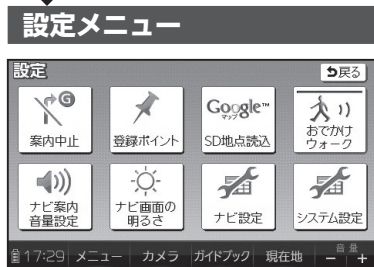 設定メニュー
設定
戻る
G
案内中止
登録ポイント
Google™
マップ
SD地点読込
おでかけ
ウォーク
ナビ案内
音量設定
ナビ画面の
明るさ
ナビ設定
システム設定
17:29 メニュー カメラ ガイドブック 現在地 － 音量 ＋